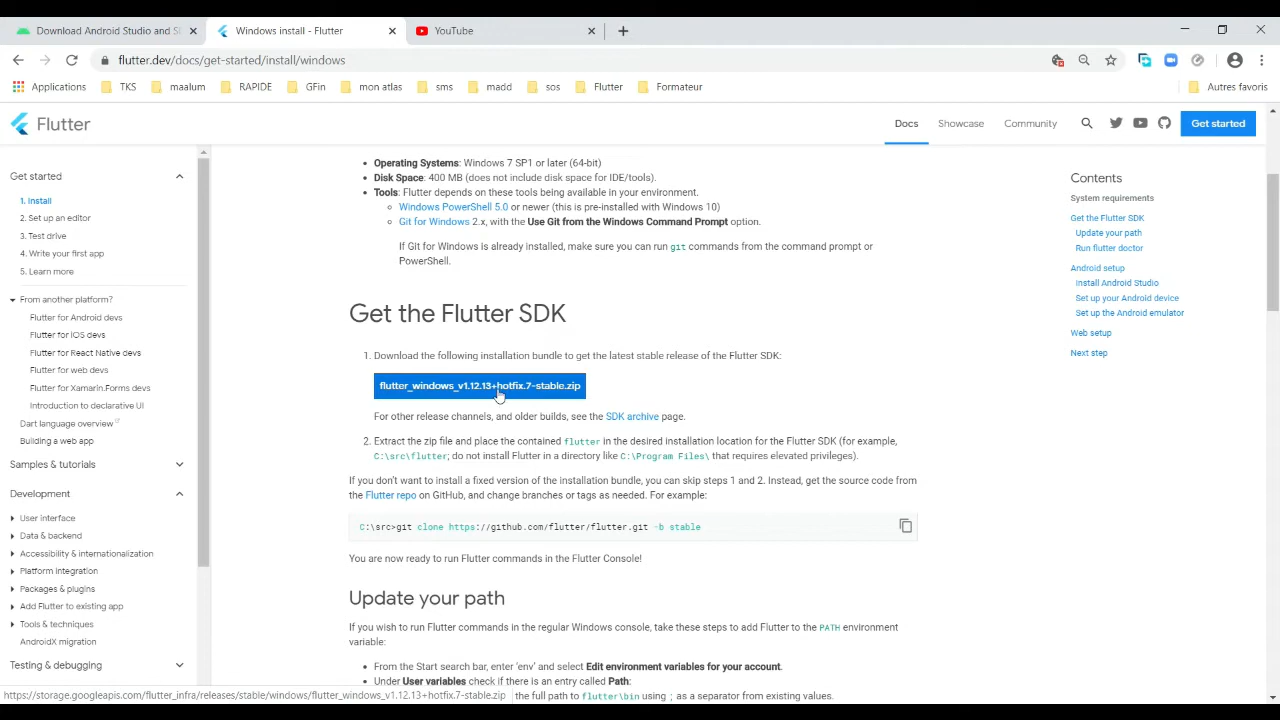 Download Android Studio and S
Windows install - Flutter
YouTube
flutter.dev/docs/get-started/install/windows
Applications TKS maalum RAPIDE GFin mon atlas sms madd sos Flutter Formateur Autres favoris
Flutter
Docs Showcase Community Get started
Get started
1. Install
2. Set up an editor
3. Test drive
4. Write your first app
5. Learn more
From another platform?
Flutter for Android devs
Flutter for iOS devs
Flutter for React Native devs
Flutter for web devs
Flutter for Xamarin.Forms devs
Introduction to declarative UI
Dart language overview
Building a web app
Samples & tutorials
Development
User interface
Data & backend
Accessibility & internationalization
Platform integration
Packages & plugins
Add Flutter to existing app
Tools & techniques
AndroidX migration
Testing & debugging
Operating Systems: Windows 7 SP1 or later (64-bit)
Disk Space: 400 MB (does not include disk space for IDE/tools).
Tools: Flutter depends on these tools being available in your environment.
Windows PowerShell 5.0 or newer (this is pre-installed with Windows 10)
Git for Windows 2.x, with the Use Git from the Windows Command Prompt option.
If Git for Windows is already installed, make sure you can run git commands from the command prompt or
PowerShell.
Get the Flutter SDK
1. Download the following installation bundle to get the latest stable release of the Flutter SDK:
flutter_windows_v1.12.13+hotfix.7-stable.zip
For other release channels, and older builds, see the SDK archive page.
2. Extract the zip file and place the contained flutter in the desired installation location for the Flutter SDK (for example,
C:\src\flutter; do not install Flutter in a directory like C:\Program Files\ that requires elevated privileges).
If you don't want to install a fixed version of the installation bundle, you can skip steps 1 and 2. Instead, get the source code from
the Flutter repo on GitHub, and change branches or tags as needed. For example:
C:\src>git clone https://github.com/flutter/flutter.git -b stable
You are now ready to run Flutter commands in the Flutter Console!
Update your path
If you wish to run Flutter commands in the regular Windows console, take these steps to add Flutter to the PATH environment
variable:
From the Start search bar, enter 'env' and select Edit environment variables for your account.
Under User variables check if there is an entry called Path:
the full path to flutter\bin using ; as a separator from existing values.
Contents
System requirements
Get the Flutter SDK
Update your path
Run flutter doctor
Android setup
Install Android Studio
Set up your Android device
Set up the Android emulator
Web setup
Next step
https://storage.googleapis.com/flutter_infra/releases/stable/windows/flutter_windows_v1.12.13+hotfix.7-stable.zip